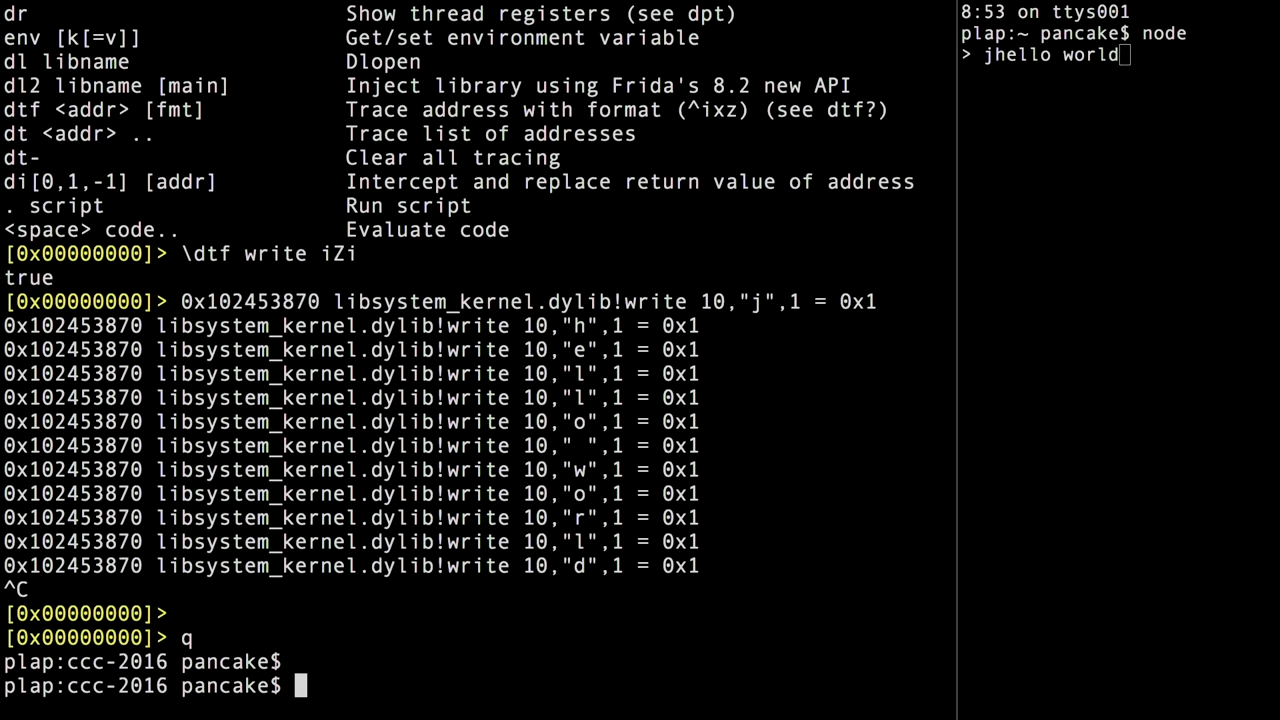 dr                        Show thread registers (see dpt)
env [k[=v]]               Get/set environment variable
dl libname                Dlopen
dl2 libname [main]        Inject library using Frida's 8.2 new API
dtf <addr> [fmt]          Trace address with format (^ixz) (see dtf?)
dt <addr> ..              Trace list of addresses
dt-                       Clear all tracing
di[0,1,-1] [addr]         Intercept and replace return value of address
. script                  Run script
<space> code..            Evaluate code
[0x00000000]> \dtf write iZi
true
[0x00000000]> 0x102453870 libsystem_kernel.dylib!write 10,"j",1 = 0x1
0x102453870 libsystem_kernel.dylib!write 10,"h",1 = 0x1
0x102453870 libsystem_kernel.dylib!write 10,"e",1 = 0x1
0x102453870 libsystem_kernel.dylib!write 10,"l",1 = 0x1
0x102453870 libsystem_kernel.dylib!write 10,"l",1 = 0x1
0x102453870 libsystem_kernel.dylib!write 10,"o",1 = 0x1
0x102453870 libsystem_kernel.dylib!write 10," ",1 = 0x1
0x102453870 libsystem_kernel.dylib!write 10,"w",1 = 0x1
0x102453870 libsystem_kernel.dylib!write 10,"o",1 = 0x1
0x102453870 libsystem_kernel.dylib!write 10,"r",1 = 0x1
0x102453870 libsystem_kernel.dylib!write 10,"l",1 = 0x1
0x102453870 libsystem_kernel.dylib!write 10,"d",1 = 0x1
^C
[0x00000000]>
[0x00000000]> q
plap:ccc-2016 pancake$
plap:ccc-2016 pancake$
8:53 on ttys001
plap:~ pancake$ node
> jhello world